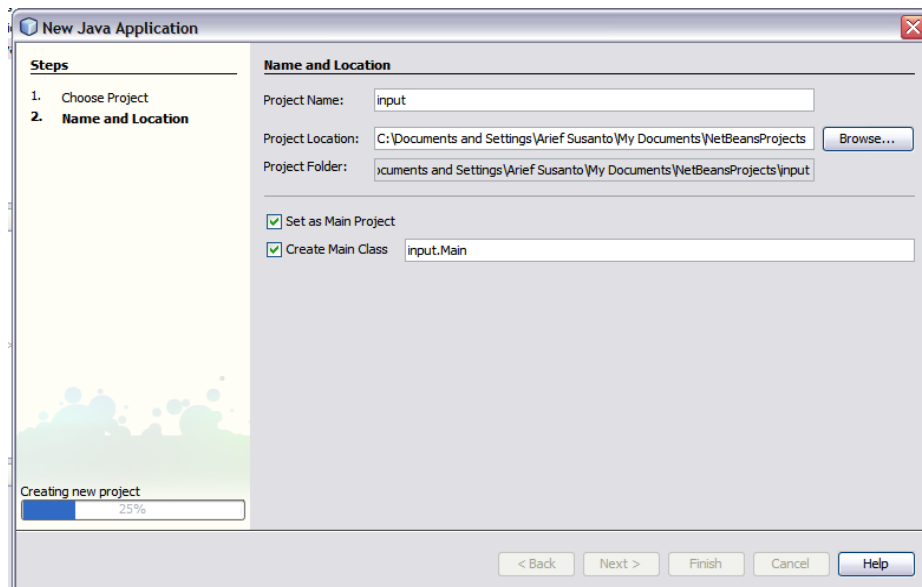 New Java Application
Steps
1. Choose Project
2. Name and Location
Creating new project
25%
Name and Location
Project Name: input
Project Location: C:\Documents and Settings\Arief Susanto\My Documents\NetBeansProjects Browse...
Project Folder: ocuments and Settings\Arief Susanto\My Documents\NetBeansProjects\input
Set as Main Project
Create Main Class input.Main
< Back Next > Finish Cancel Help